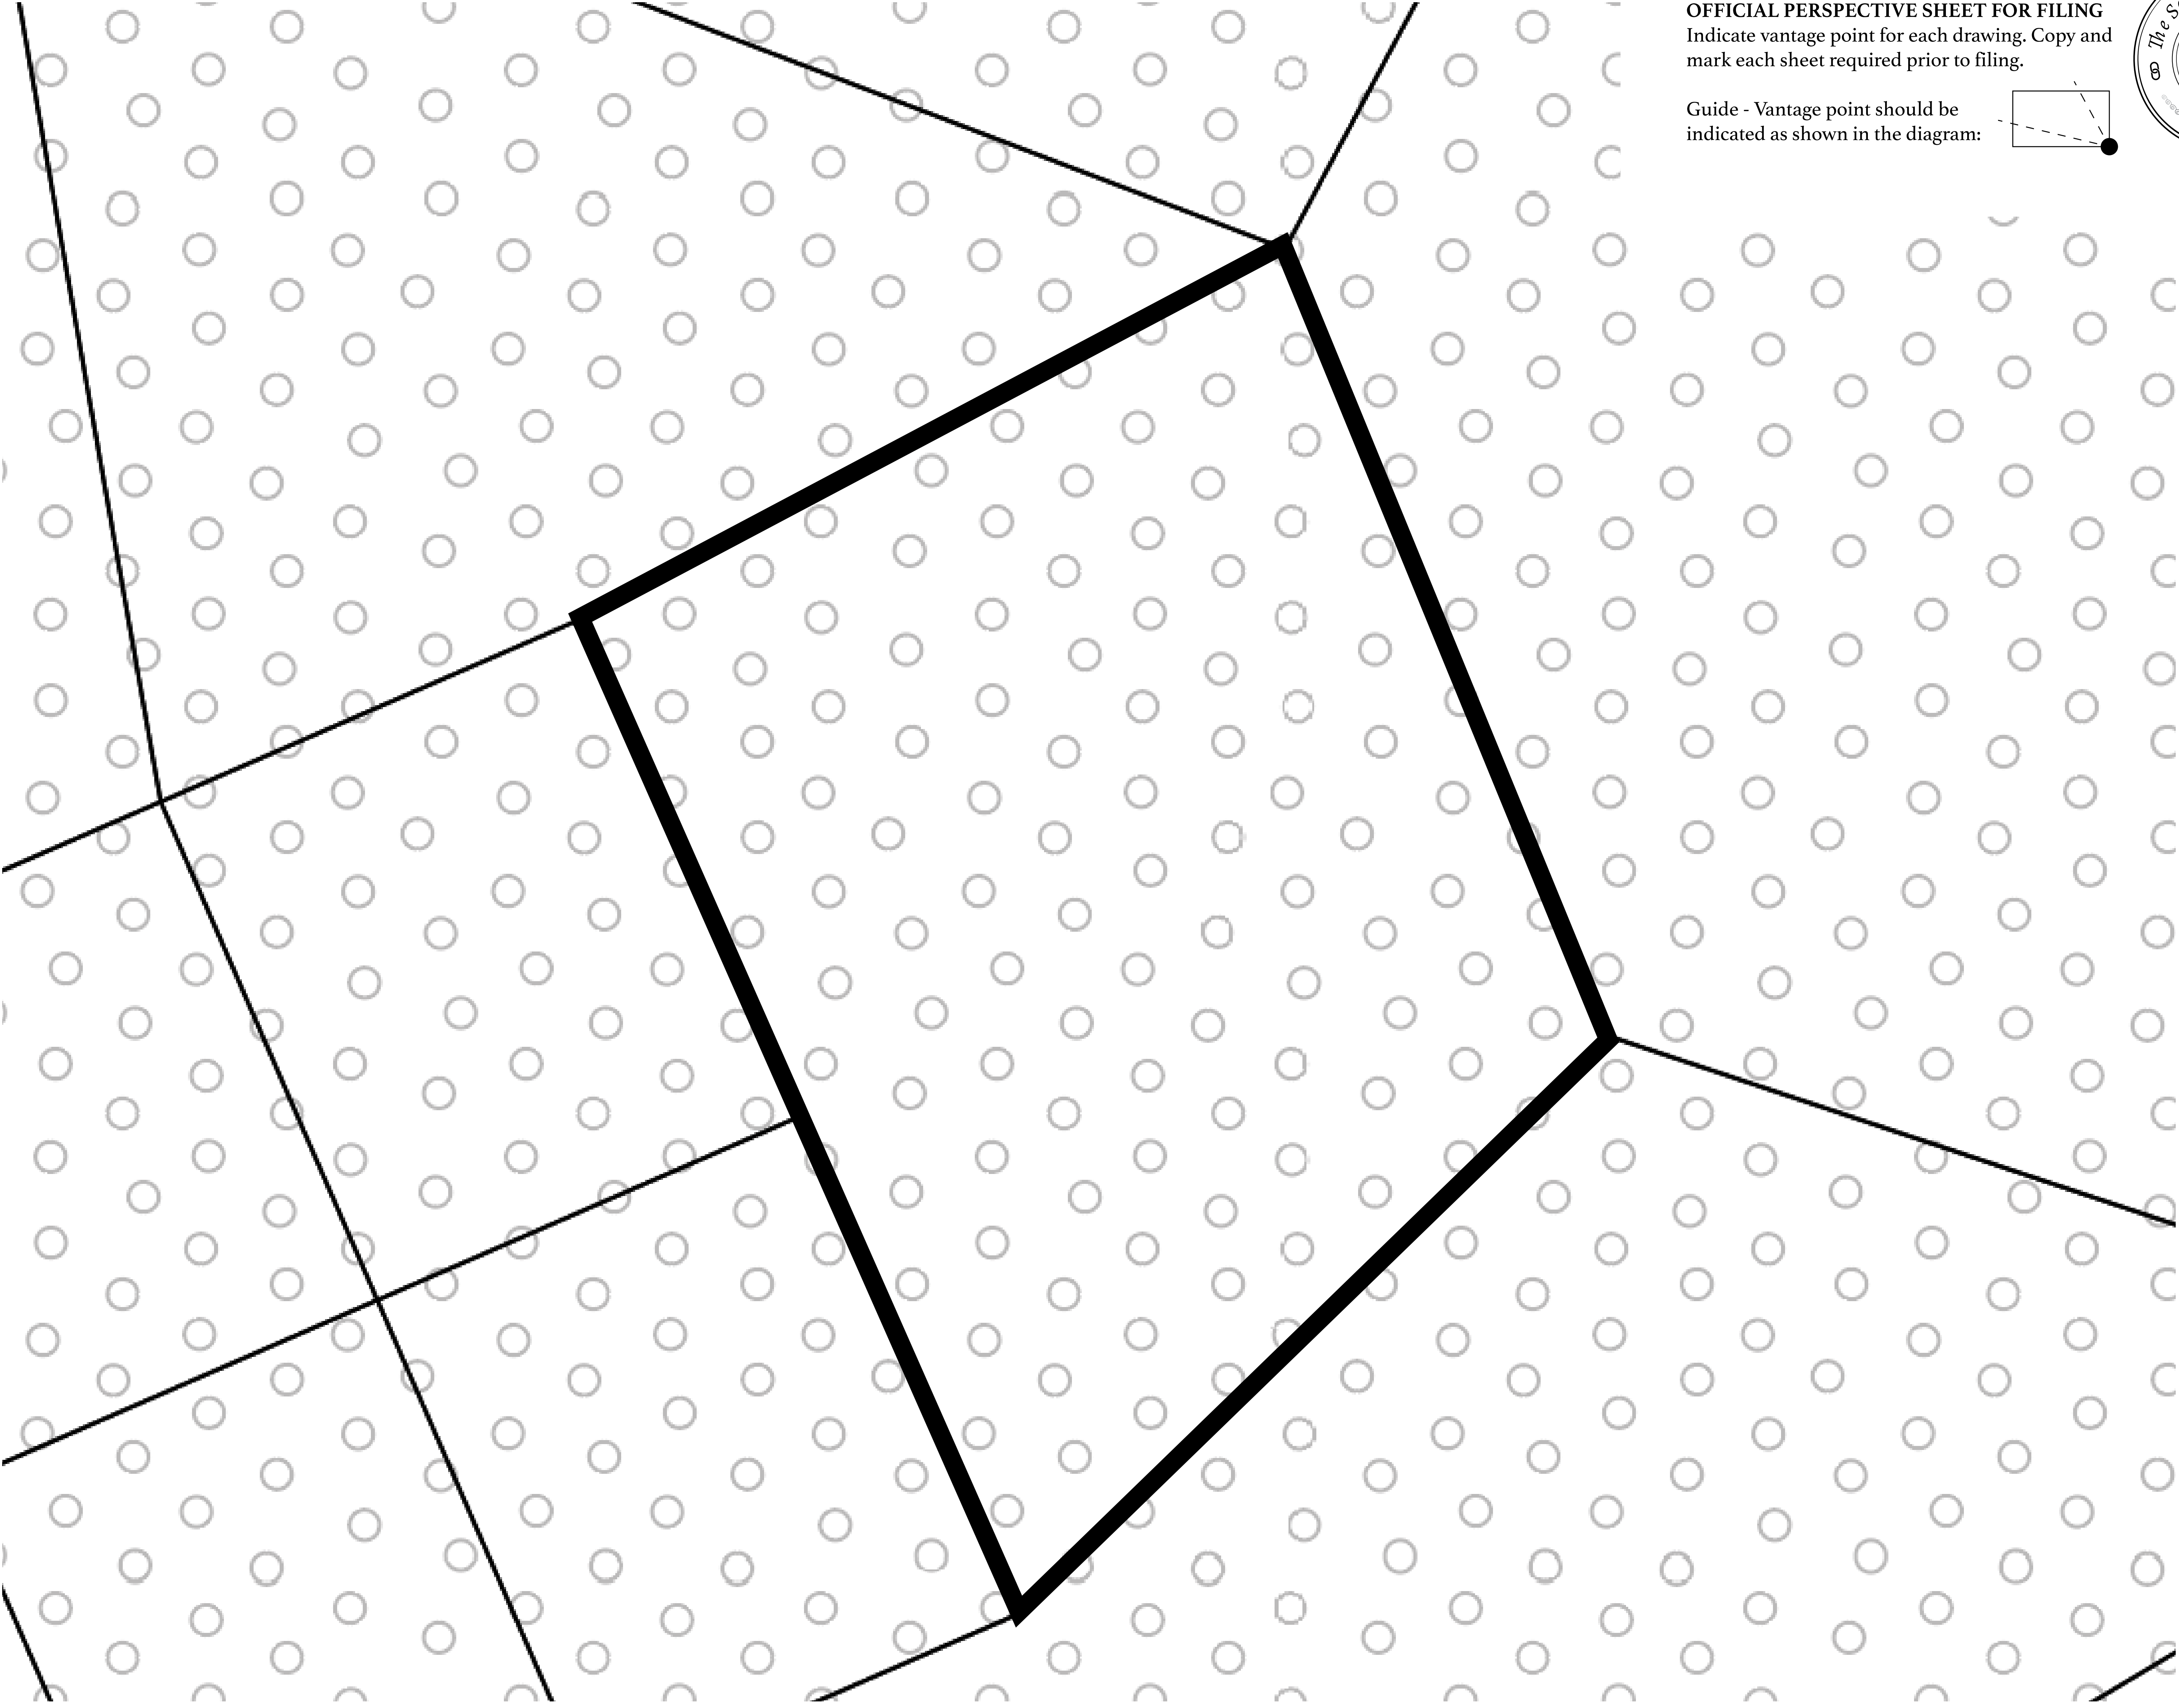 OFFICIAL PERSPECTIVE SHEET FOR FILING
Indicate vantage point for each drawing. Copy and
mark each sheet required prior to filing.
Guide - Vantage point should be
indicated as shown in the diagram:
The